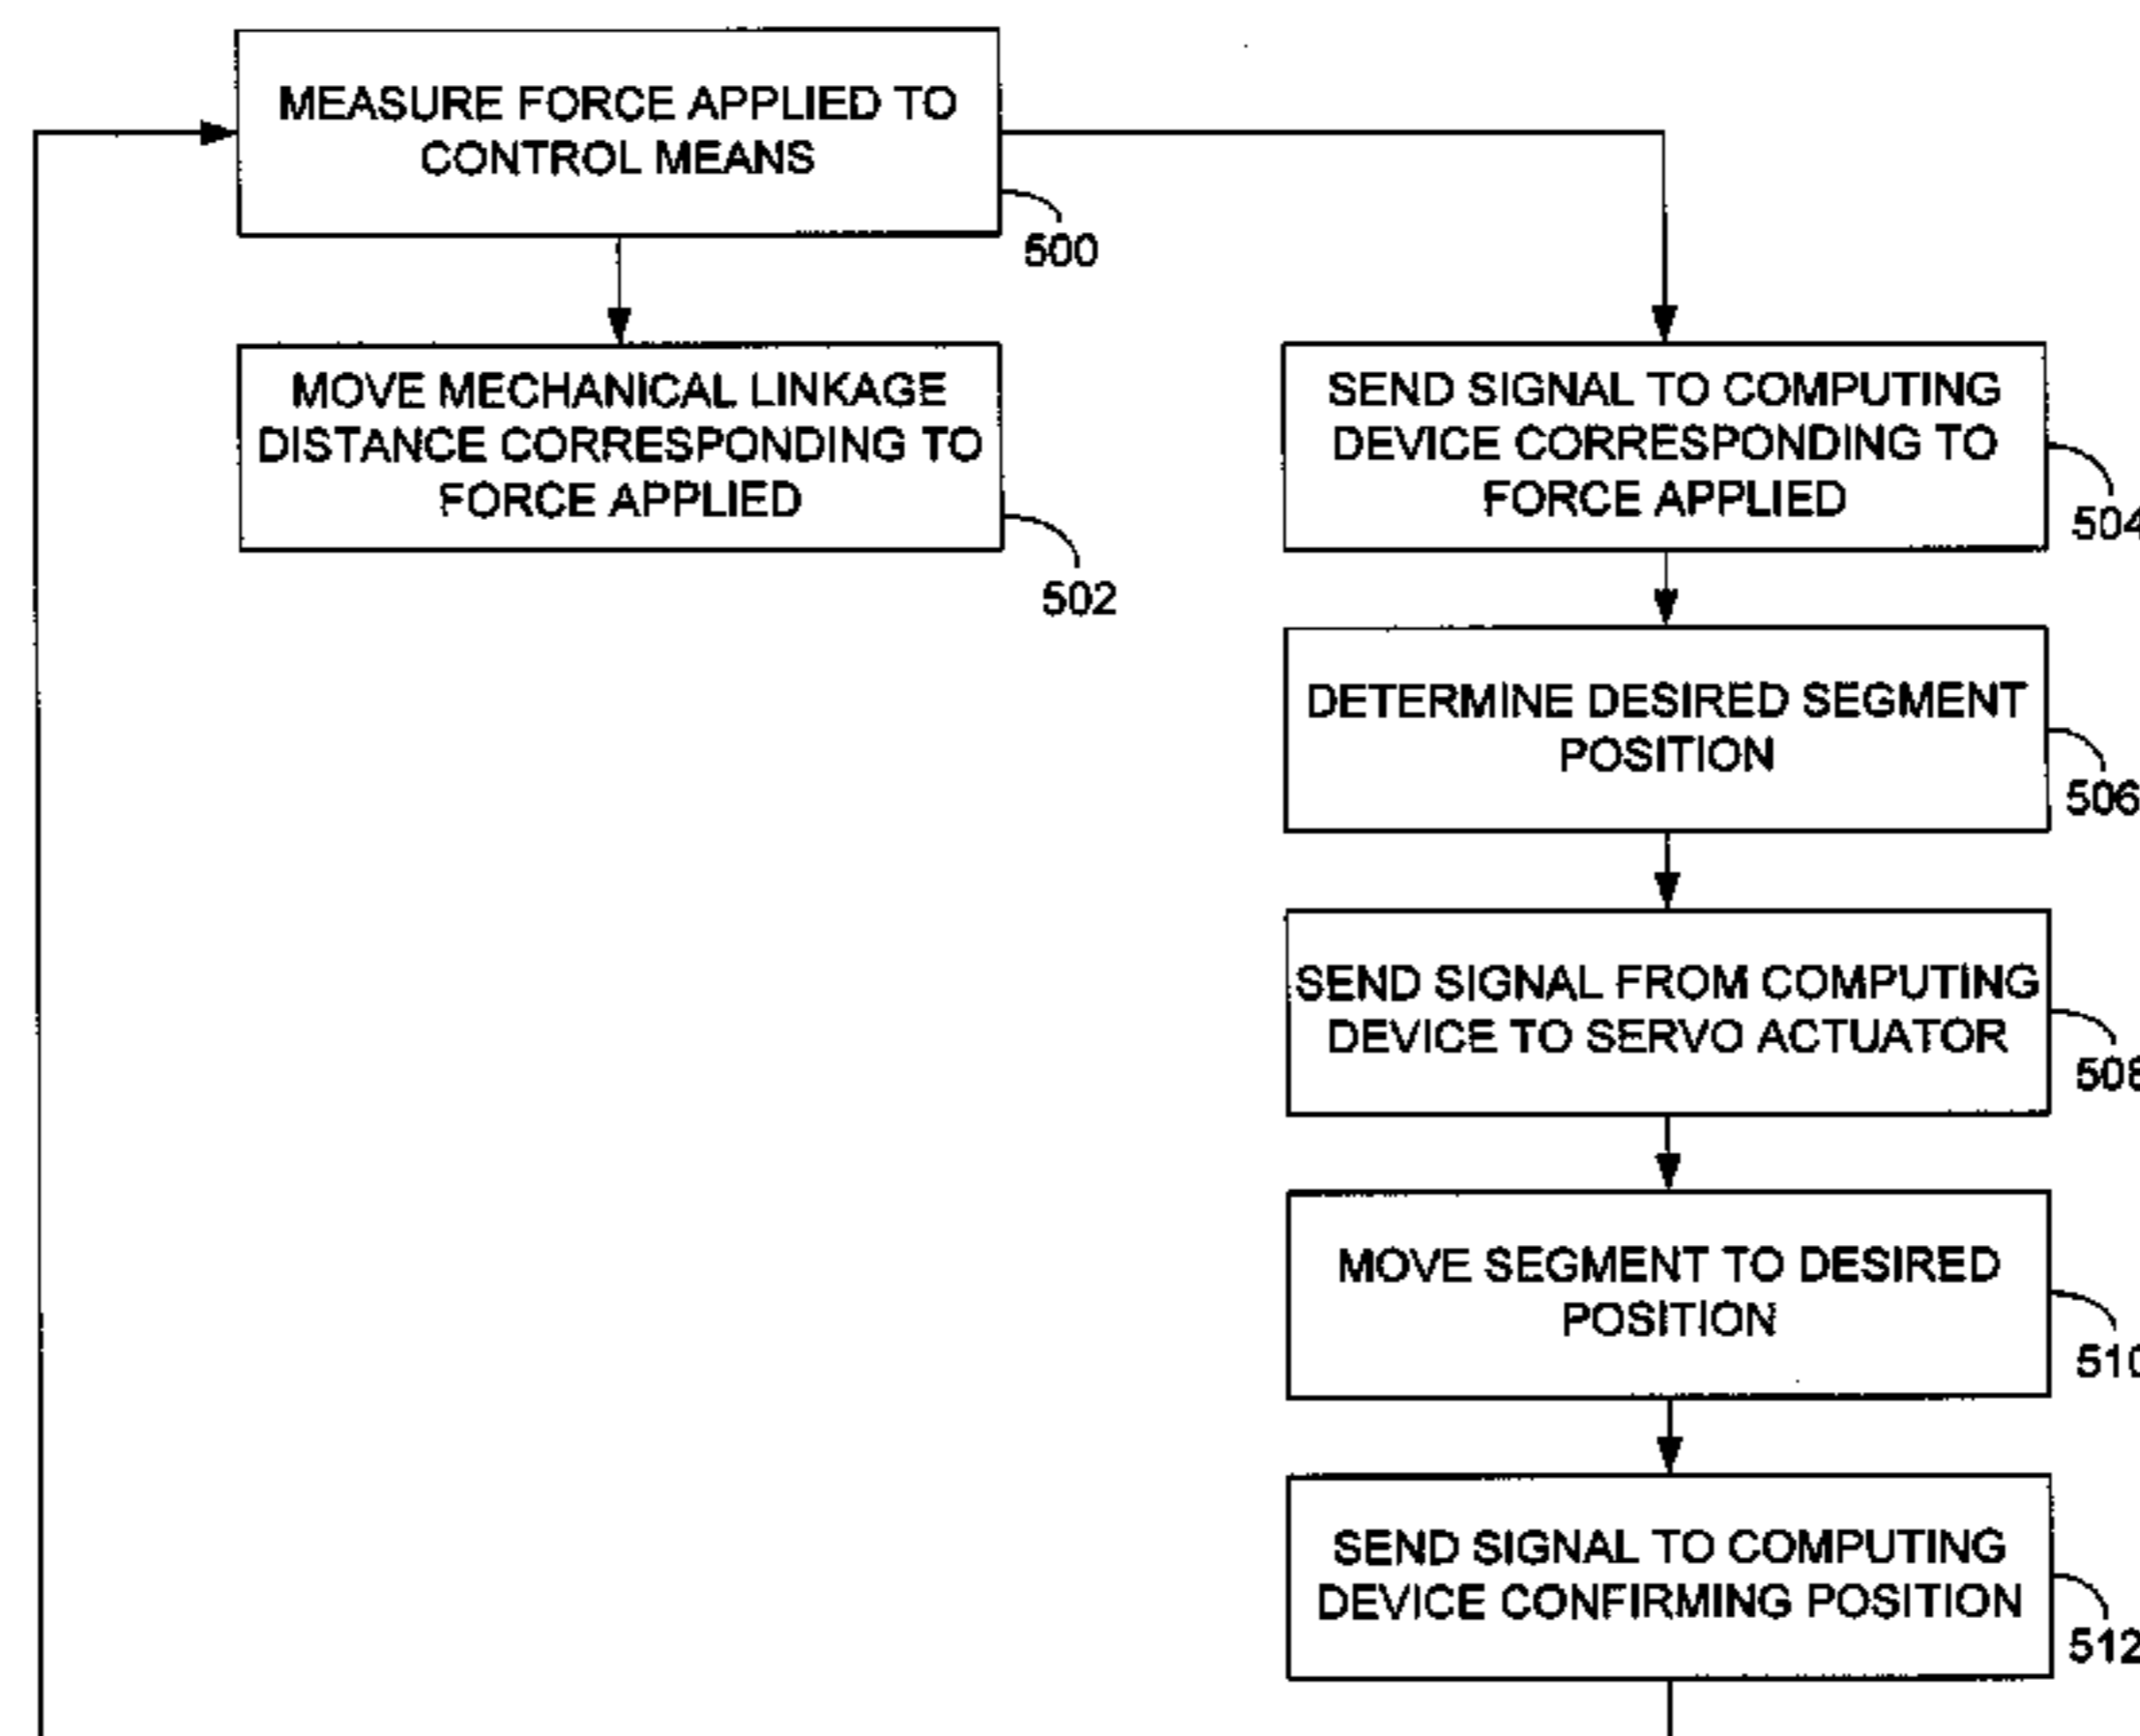 MEASURE FORCE APPLIED TO
CONTROL MEANS
500
MOVE MECHANICAL LINKAGE
DISTANCE CORRESPONDING TO
FORCE APPLIED
502
SEND SIGNAL TO COMPUTING
DEVICE CORRESPONDING TO
FORCE APPLIED
504
DETERMINE DESIRED SEGMENT
POSITION
506
SEND SIGNAL FROM COMPUTING
DEVICE TO SERVO ACTUATOR
508
MOVE SEGMENT TO DESIRED
POSITION
510
SEND SIGNAL TO COMPUTING
DEVICE CONFIRMING POSITION
512